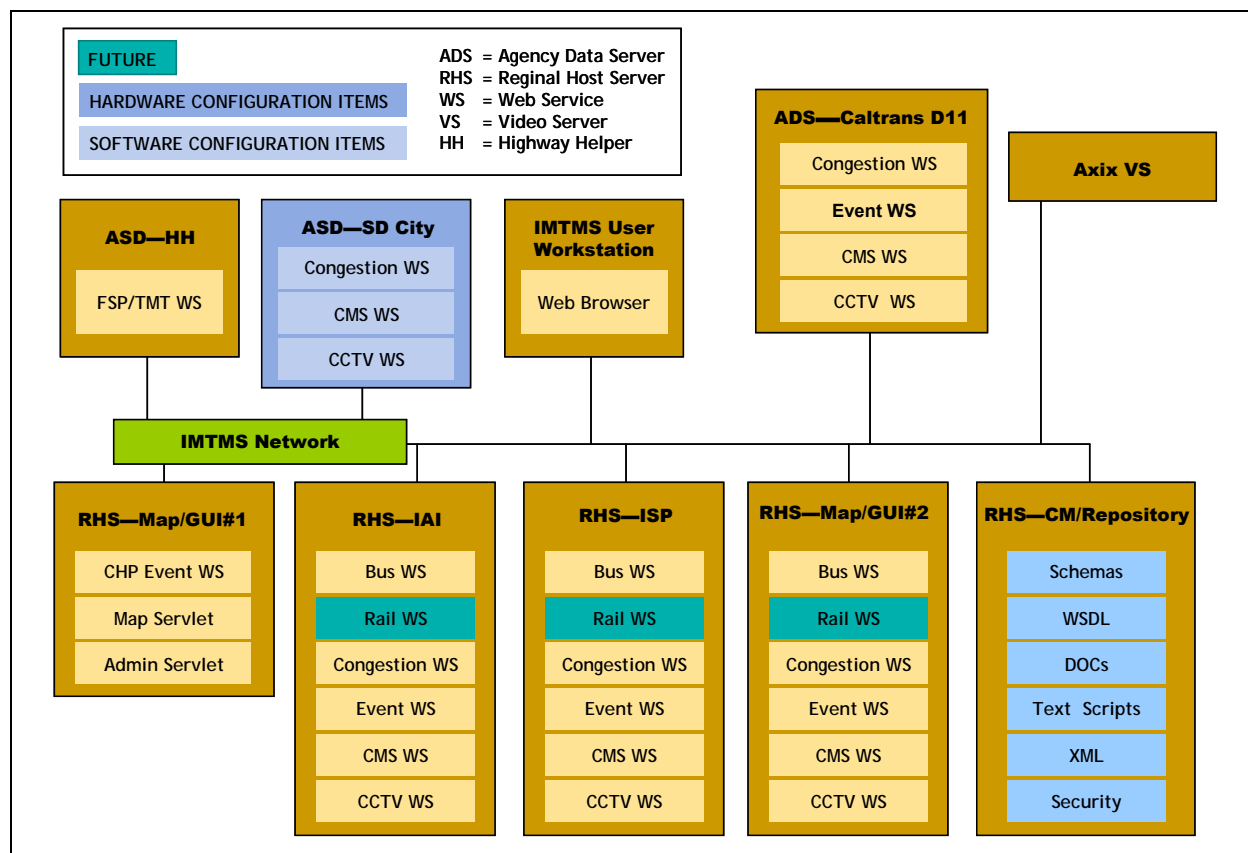 FUTURE
HARDWARE CONFIGURATION ITEMS
SOFTWARE CONFIGURATION ITEMS
ADS = Agency Data Server
RHS = Reginal Host Server
WS = Web Service
VS = Video Server
HH = Highway Helper
ASD—HH
FSP/TMT WS
ASD—SD City
Congestion WS
CMS WS
CCTV WS
IMTMS User
Workstation
Web Browser
ADS—Caltrans D11
Congestion WS
Event WS
CMS WS
CCTV WS
Axix VS
IMTMS Network
RHS—Map/GUI#1
CHP Event WS
Map Servlet
Admin Servlet
RHS—IAI
Bus WS
Rail WS
Congestion WS
Event WS
CMS WS
CCTV WS
RHS—ISP
Bus WS
Rail WS
Congestion WS
Event WS
CMS WS
CCTV WS
RHS—Map/GUI#2
Bus WS
Rail WS
Congestion WS
Event WS
CMS WS
CCTV WS
RHS—CM/Repository
Schemas
WSDL
DOCs
Text Scripts
XML
Security